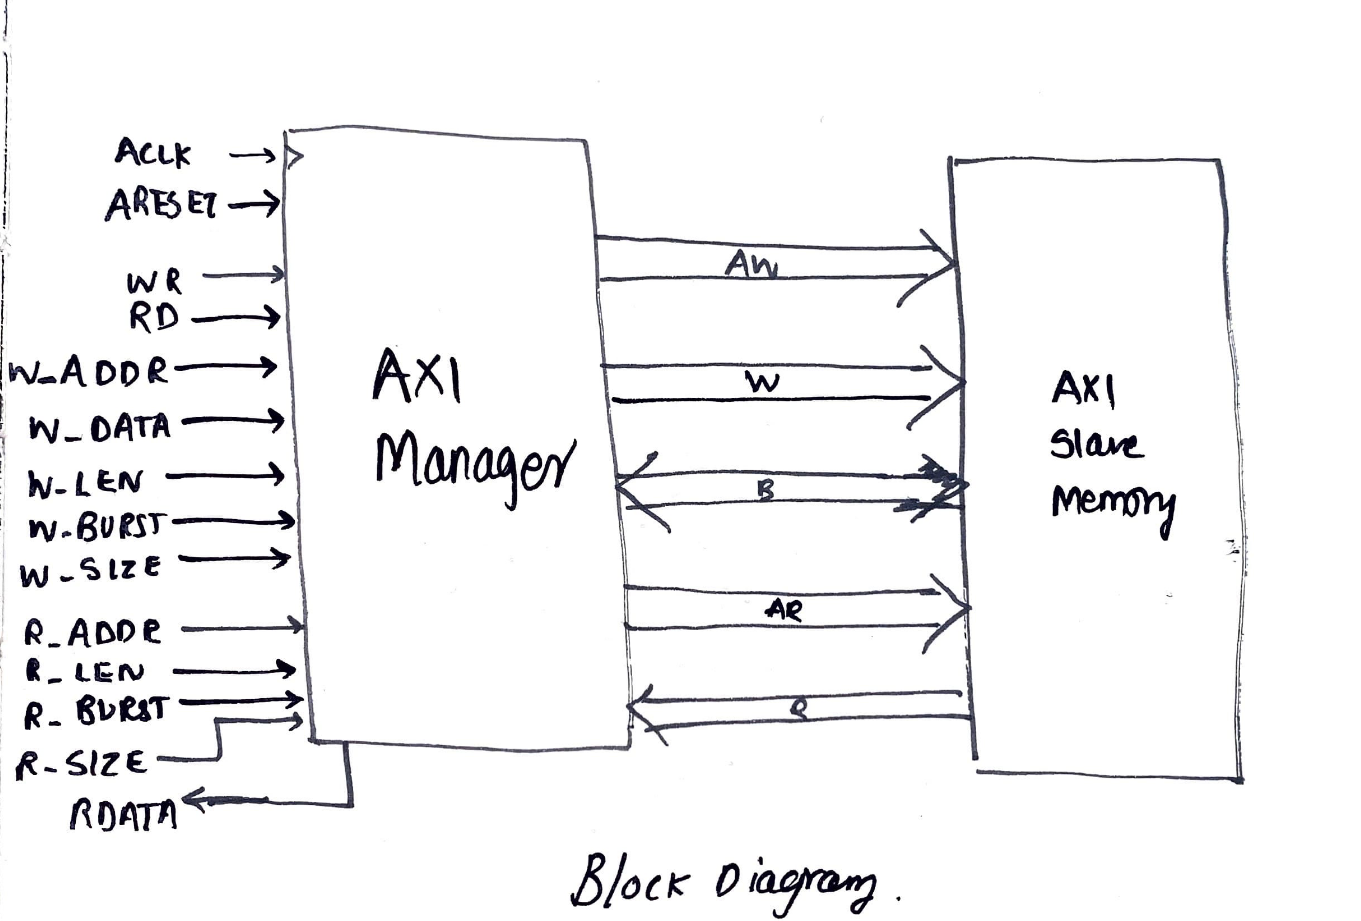 ACLK
ARESET
WR
RD
W_ADDR
W_DATA
W_LEN
W_BURST
W_SIZE
R_ADDR
R_LEN
R_BURST
R_SIZE
RDATA
AXI
Manager
AW
W
B
AR
R
AXI
Slave
Memory
Block Diagram.